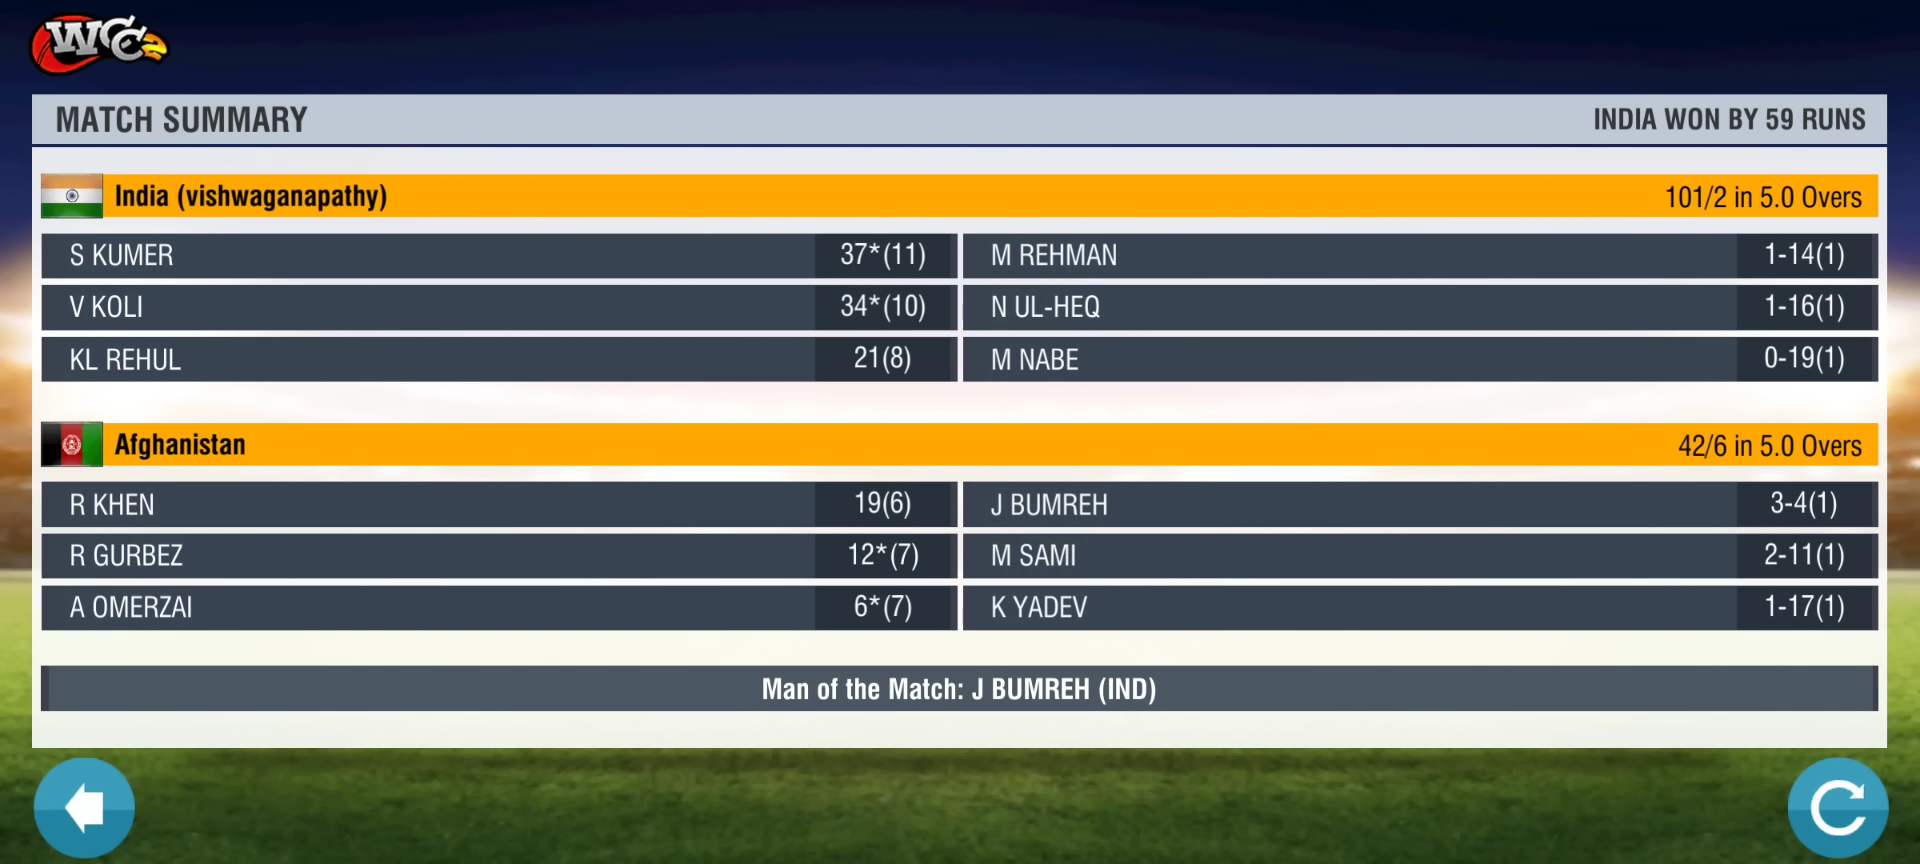 WCC2
MATCH SUMMARY INDIA WON BY 59 RUNS
India (vishwaganapathy) 101/2 in 5.0 Overs
S KUMER 37*(11) M REHMAN 1-14(1)
V KOLI 34*(10) N UL-HEQ 1-16(1)
KL REHUL 21(8) M NABE 0-19(1)
Afghanistan 42/6 in 5.0 Overs
R KHEN 19(6) J BUMREH 3-4(1)
R GURBEZ 12*(7) M SAMI 2-11(1)
A OMERZAI 6*(7) K YADEV 1-17(1)
Man of the Match: J BUMREH (IND)